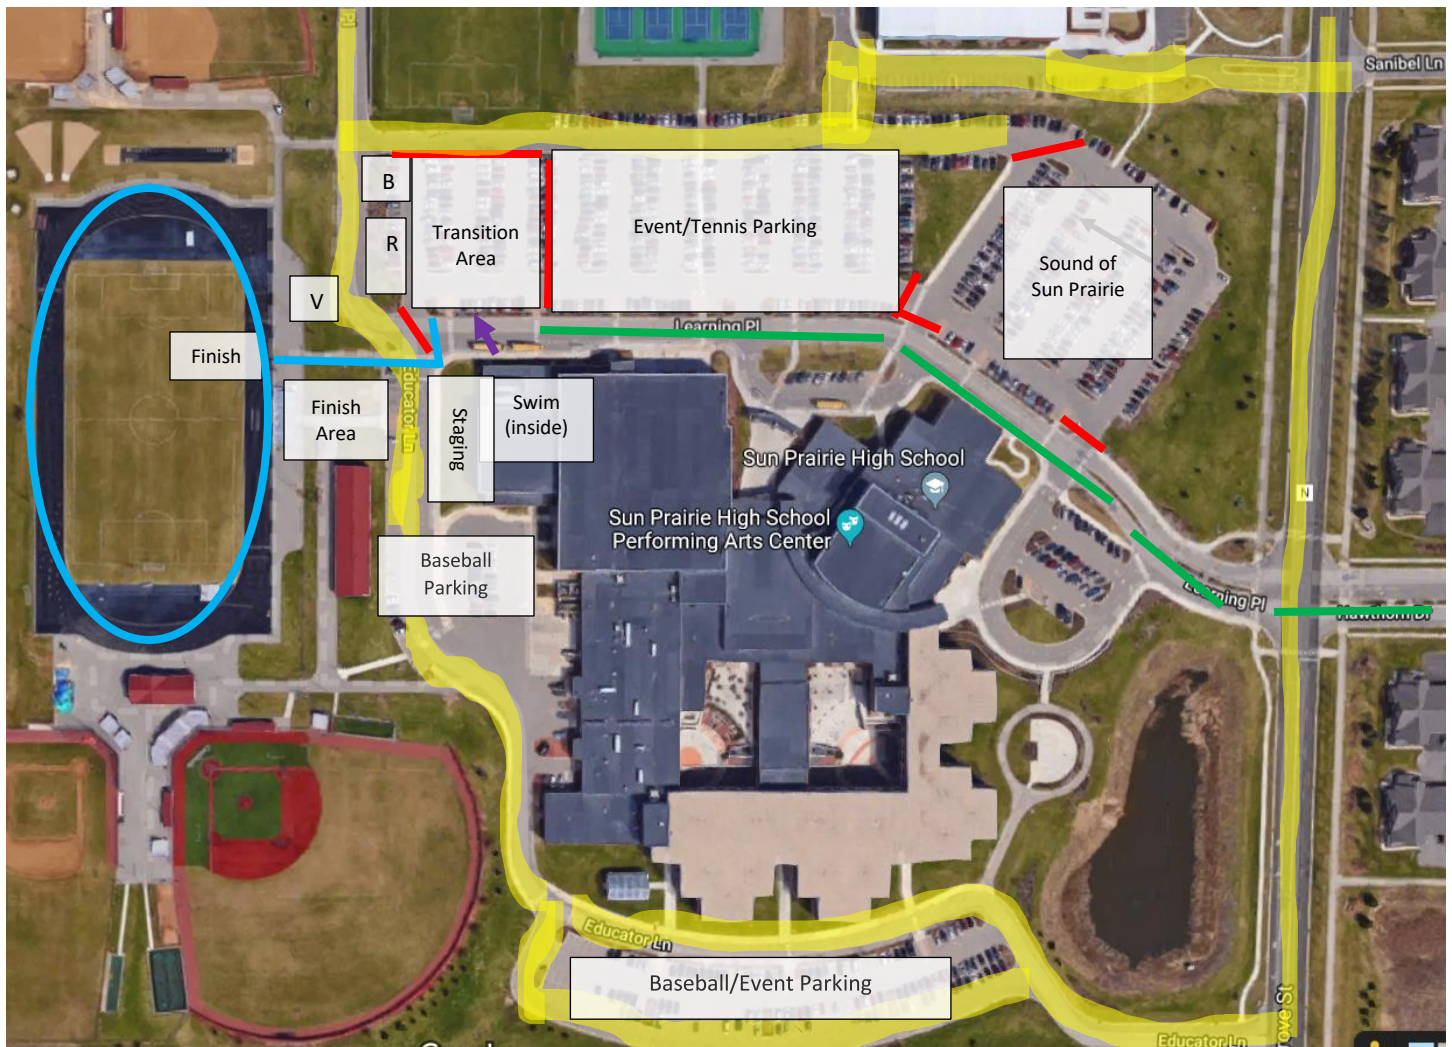 Pl
Sanibel Ln
B
R
Transition
Area
Event/Tennis Parking
Sound of
Sun Prairie
V
Learning Pl
Finish
Educator Ln
Finish
Area
Staging
Swim
(inside)
Sun Prairie High School
Sun Prairie High School
Performing Arts Center
N
Baseball
Parking
Learning Pl
Hawthorn Dr
Educator Ln
Baseball/Event Parking
Educator Ln